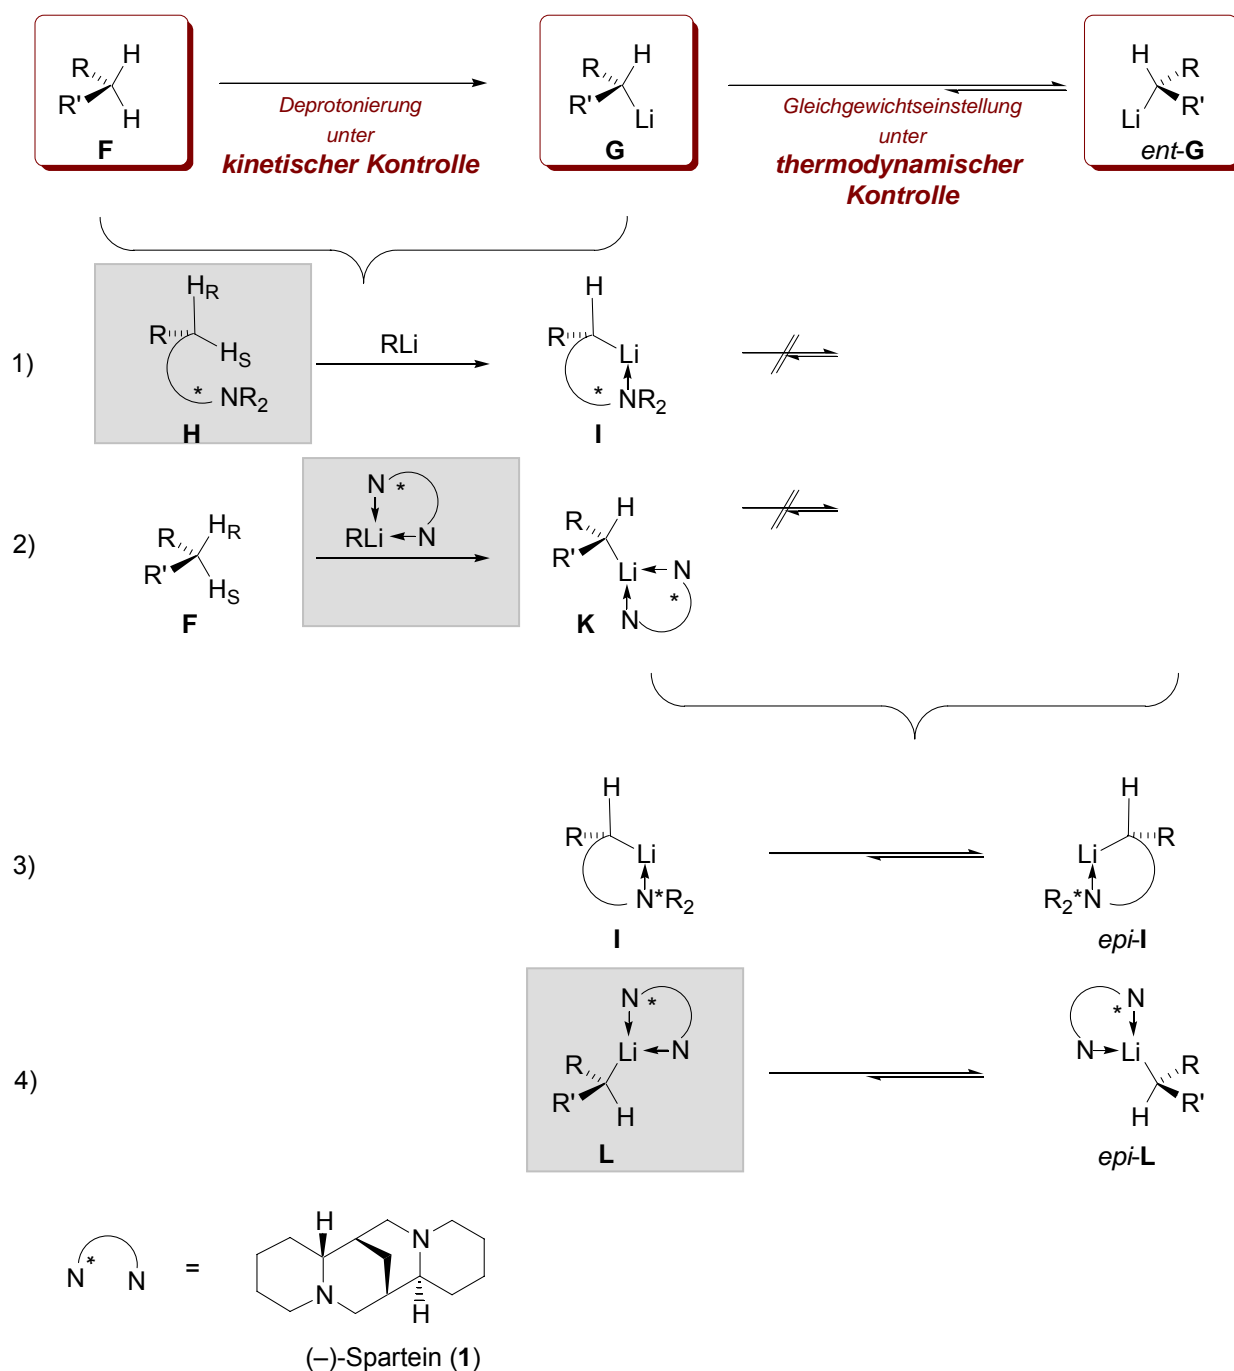 F
R
H
R'
H
Deprotonierung
unter
kinetischer Kontrolle
G
R
H
R'
Li
Gleichgewichtseinstellung
unter
thermodynamischer
Kontrolle
ent-G
H
R
Li
R'
1)
HR
R
HS
*
NR2
H
RLi
H
R
Li
*
NR2
I
2)
R
HR
R'
HS
F
N
*
RLi
N
R
H
R'
Li
N
*
N
K
3)
H
R
Li
N*R2
I
H
Li
R
R2*N
epi-I
4)
N
*
Li
N
R
R'
H
L
N
*
N
Li
R
H
R'
epi-L
N
*
N
=
H
N
N
H
(–)-Spartein (1)